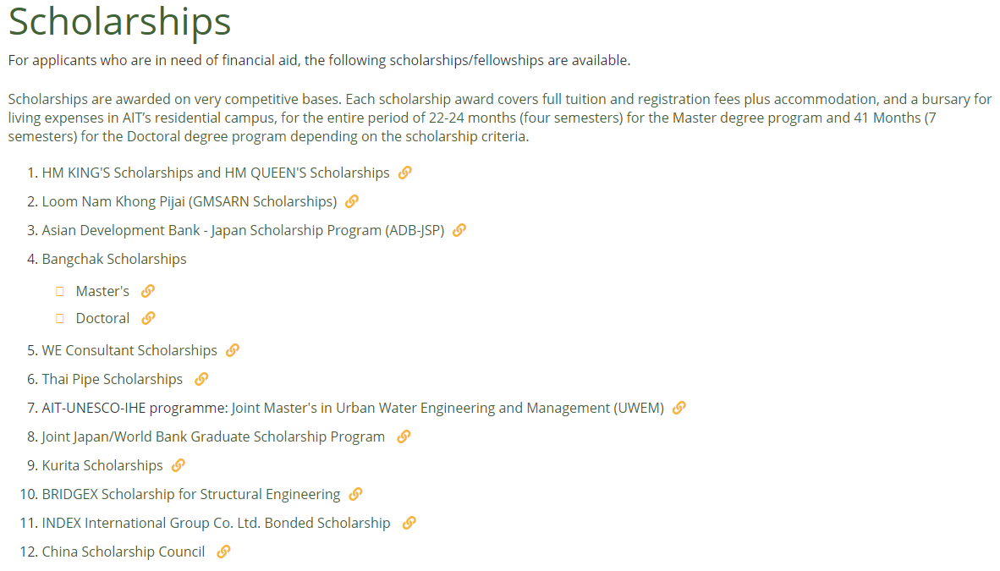 Scholarships
For applicants who are in need of financial aid, the following scholarships/fellowships are available.
Scholarships are awarded on very competitive bases. Each scholarship award covers full tuition and registration fees plus accommodation, and a bursary for
living expenses in AIT’s residential campus, for the entire period of 22-24 months (four semesters) for the Master degree program and 41 Months (7
semesters) for the Doctoral degree program depending on the scholarship criteria.
1. HM KING'S Scholarships and HM QUEEN'S Scholarships
2. Loom Nam Khong Pijai (GMSARN Scholarships)
3. Asian Development Bank - Japan Scholarship Program (ADB-JSP)
4. Bangchak Scholarships
Master's
Doctoral
5. WE Consultant Scholarships
6. Thai Pipe Scholarships
7. AIT-UNESCO-IHE programme: Joint Master's in Urban Water Engineering and Management (UWEM)
8. Joint Japan/World Bank Graduate Scholarship Program
9. Kurita Scholarships
10. BRIDGEX Scholarship for Structural Engineering
11. INDEX International Group Co. Ltd. Bonded Scholarship
12. China Scholarship Council